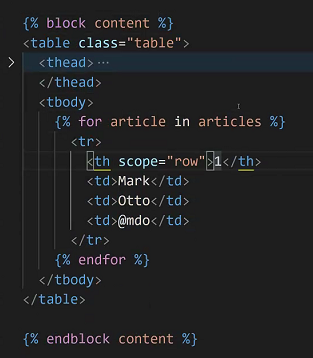 {% block content %}
<table class="table">
<thead>···
</thead>
<tbody>
{% for article in articles %}
<tr>
<th scope="row">1</th>
<td>Mark</td>
<td>Otto</td>
<td>@mdo</td>
</tr>
{% endfor %}
</tbody>
</table>
{% endblock content %}